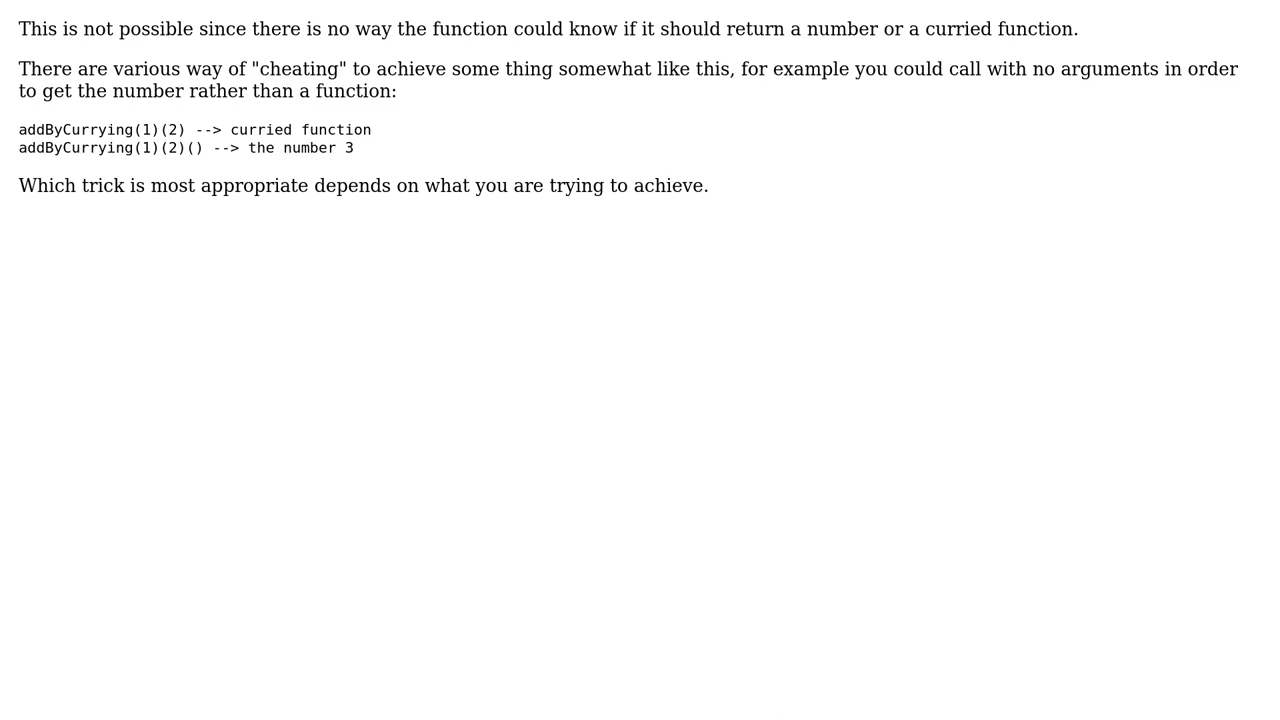 This is not possible since there is no way the function could know if it should return a number or a curried function.
There are various way of "cheating" to achieve some thing somewhat like this, for example you could call with no arguments in order
to get the number rather than a function:
addByCurrying(1)(2) --> curried function
addByCurrying(1)(2)() --> the number 3
Which trick is most appropriate depends on what you are trying to achieve.